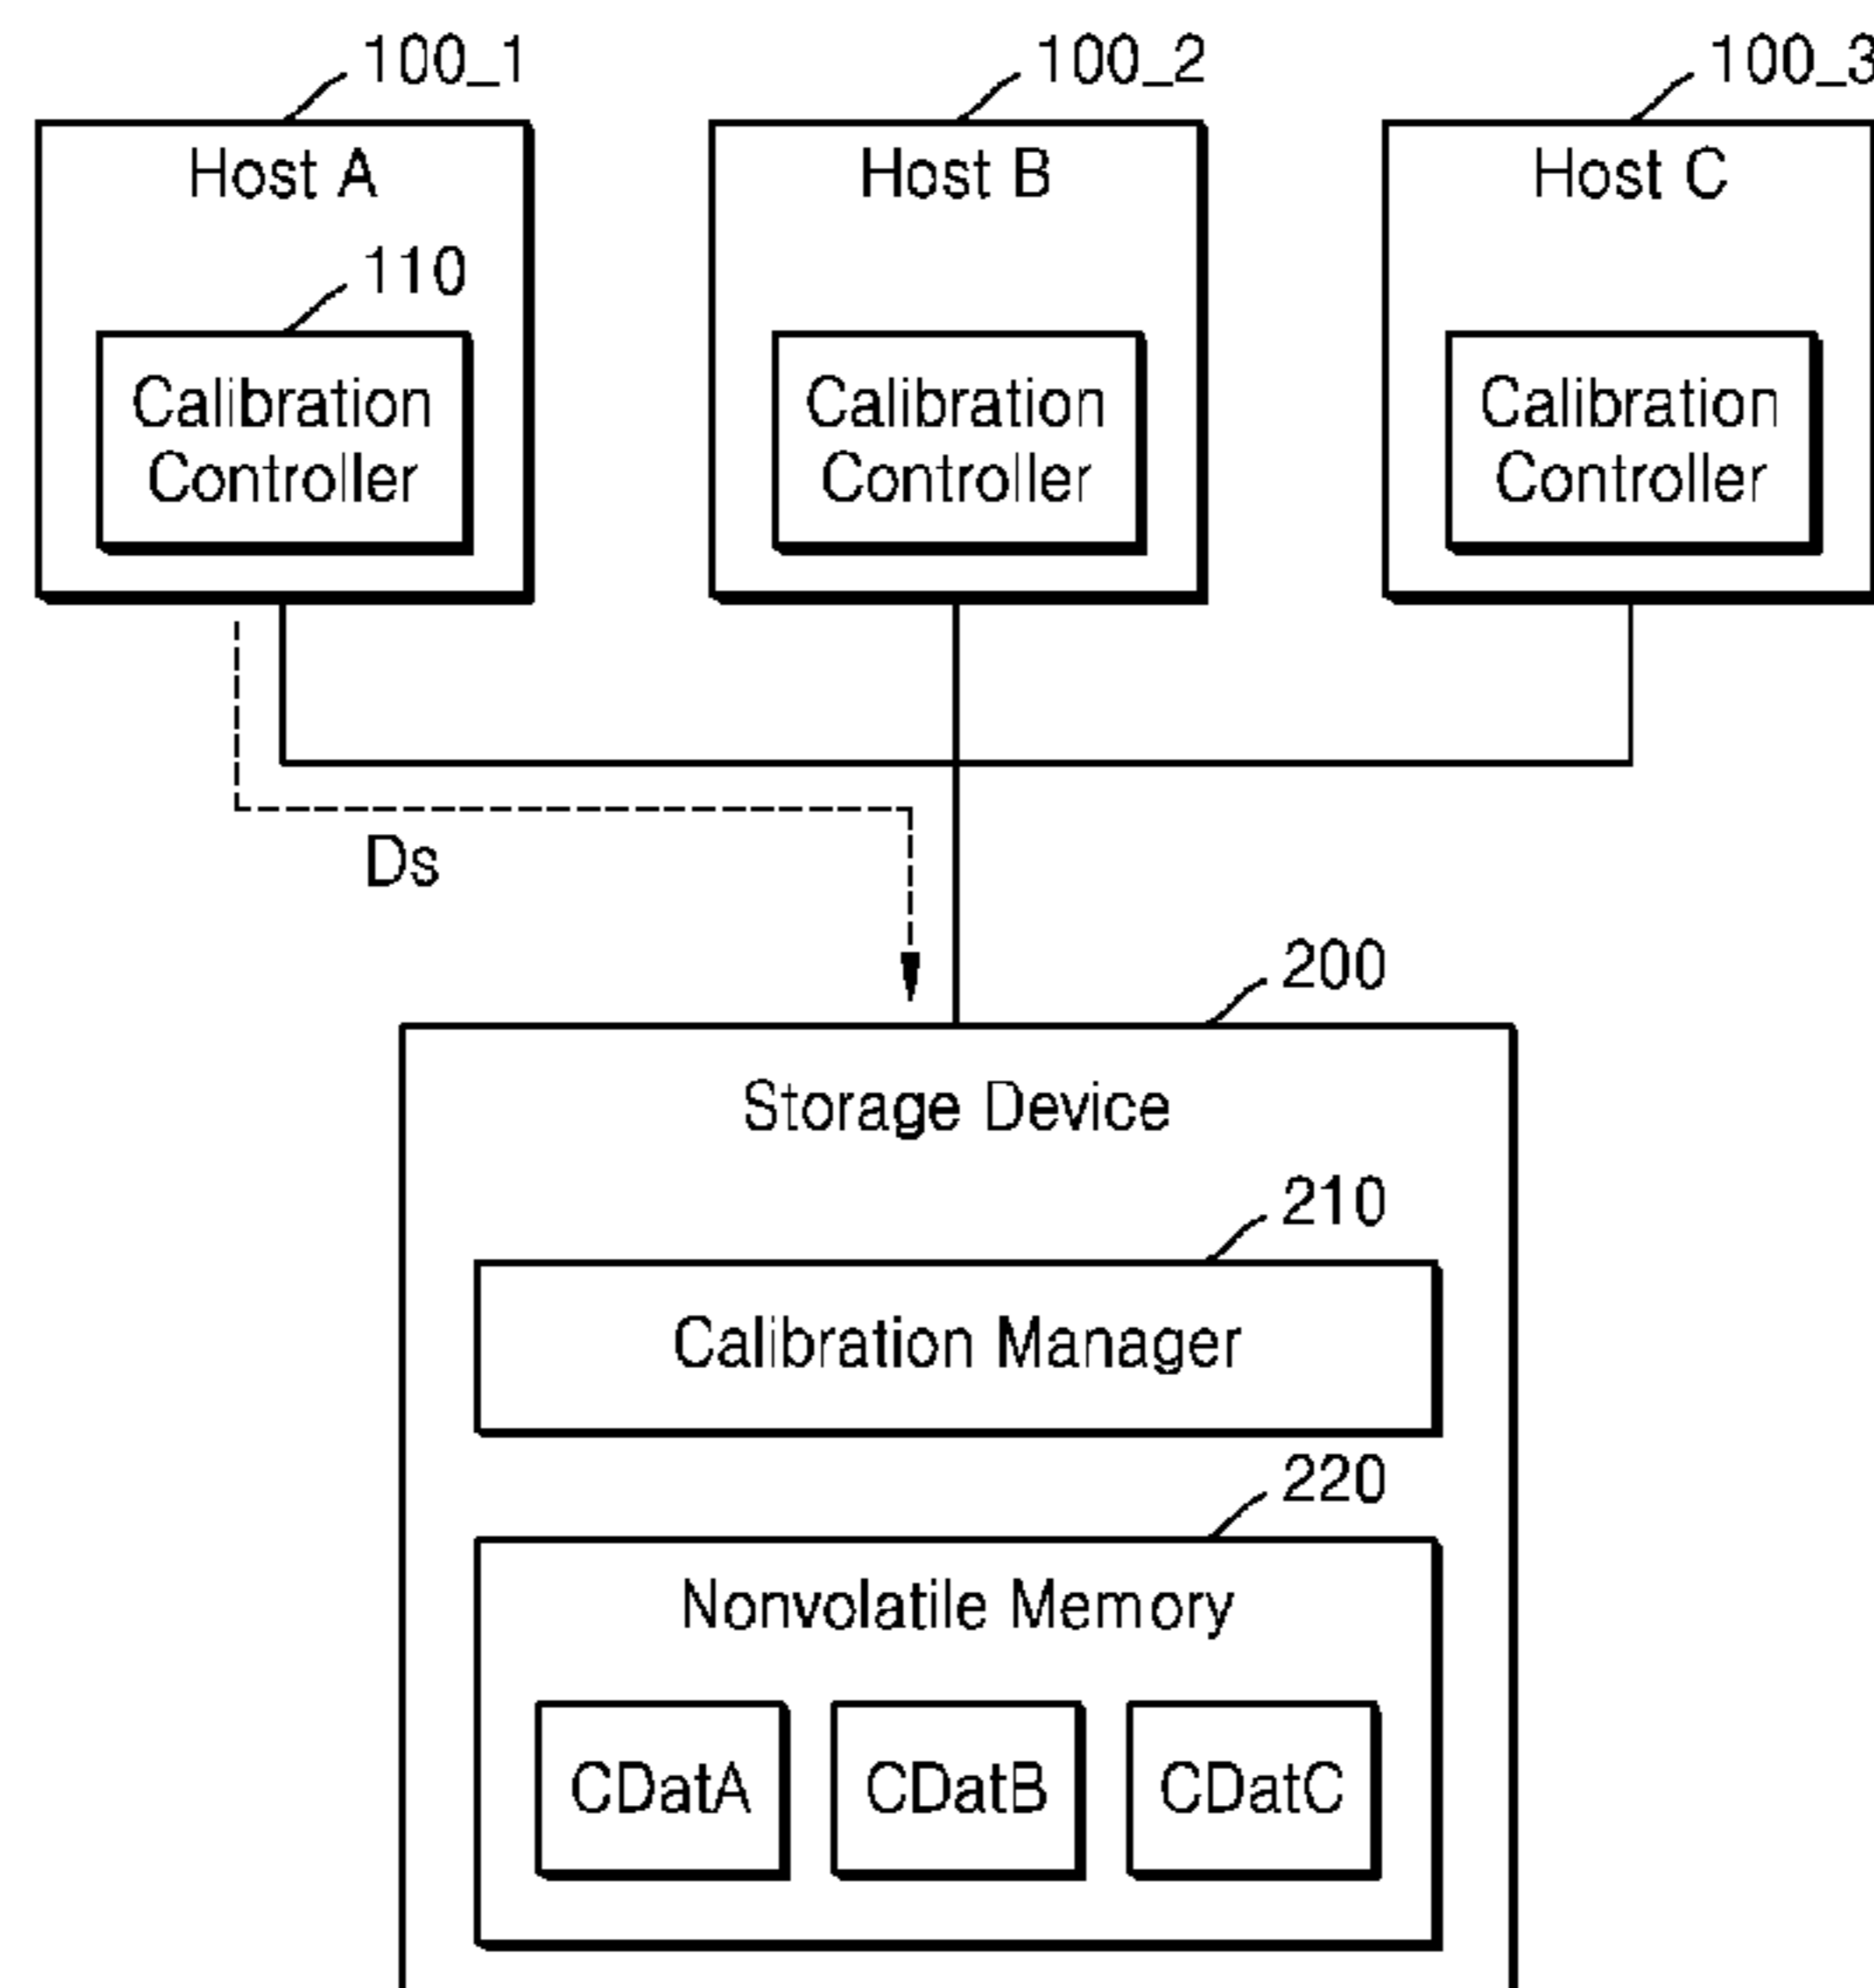 100_1
100_2
100_3
Host A
Host B
Host C
110
Calibration
Controller
Calibration
Controller
Calibration
Controller
Ds
200
Storage Device
210
Calibration Manager
220
Nonvolatile Memory
CDatA
CDatB
CDatC